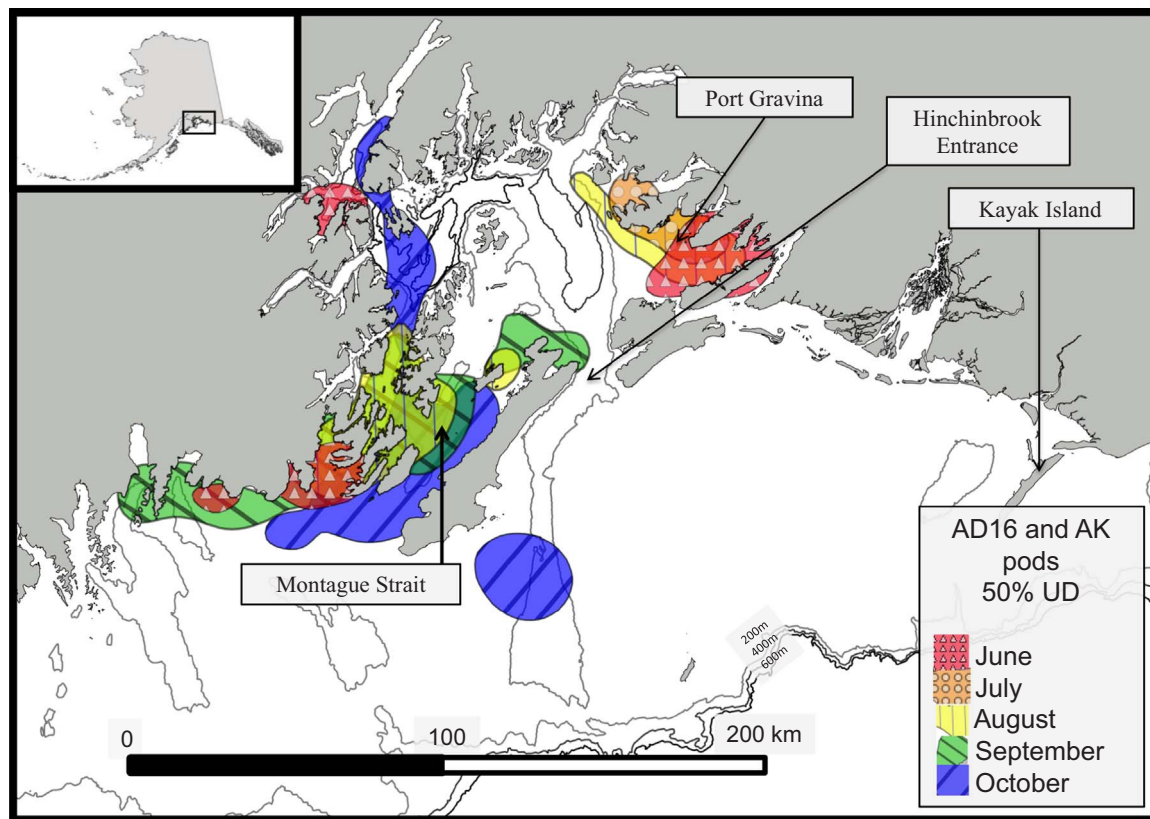 Port Gravina
Hinchinbrook
Entrance
Kayak Island
Montague Strait
200m
400m
600m
0
100
200 km
AD16 and AK
pods
50% UD
June
July
August
September
October